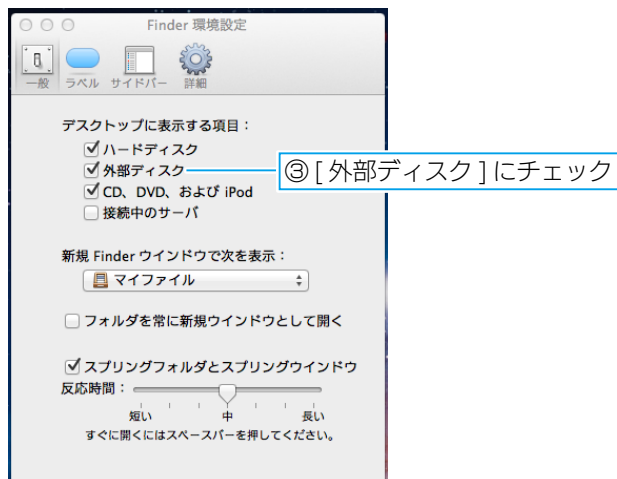 Finder 環境設定
一般 ラベル サイドバー 詳細
デスクトップに表示する項目：
ハードディスク
外部ディスク
③ [ 外部ディスク ] にチェック
CD、DVD、および iPod
接続中のサーバ
新規 Finder ウインドウで次を表示：
マイファイル
フォルダを常に新規ウインドウとして開く
スプリングフォルダとスプリングウインドウ
反応時間：
短い 中 長い
すぐに開くにはスペースバーを押してください。